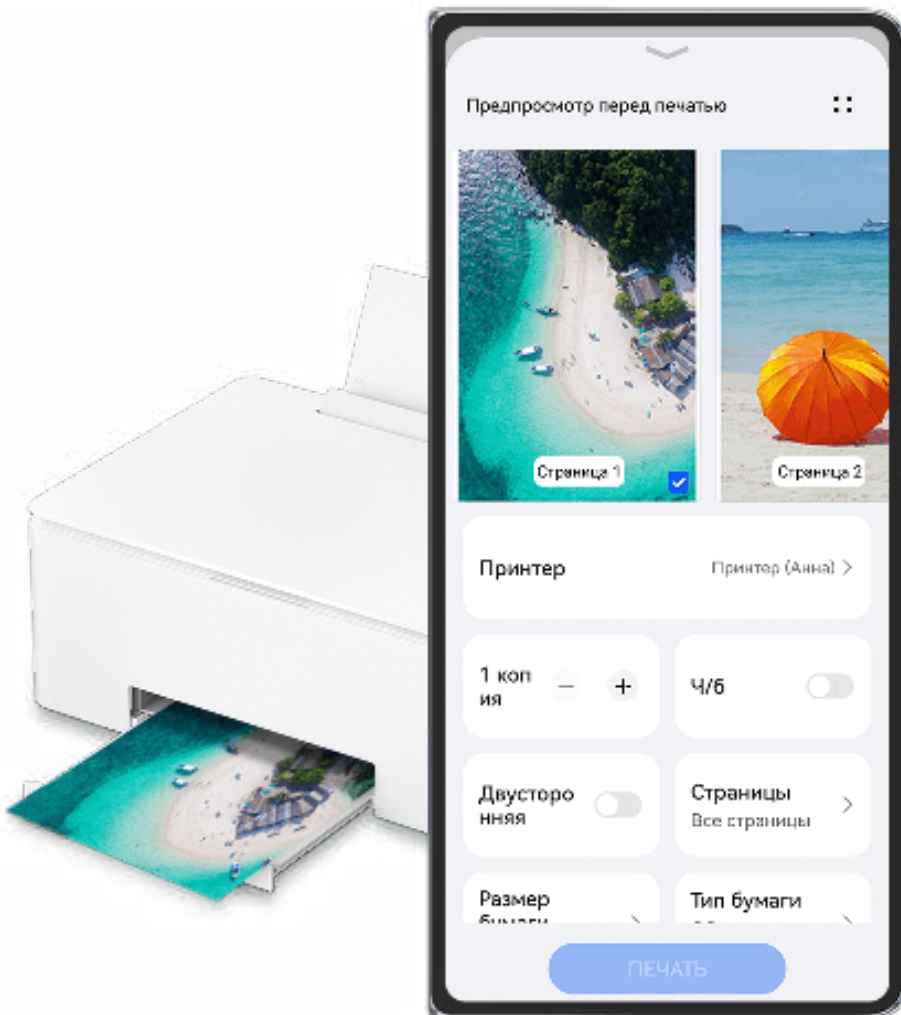 Предпросмотр перед печатью
Страница 1
Страница 2
Принтер
Принтер (Анна)
1 коп
ия
Ч/б
Двусторо
нняя
Страницы
Все страницы
Размер
бумаги
Тип бумаги
ПЕЧАТЬ